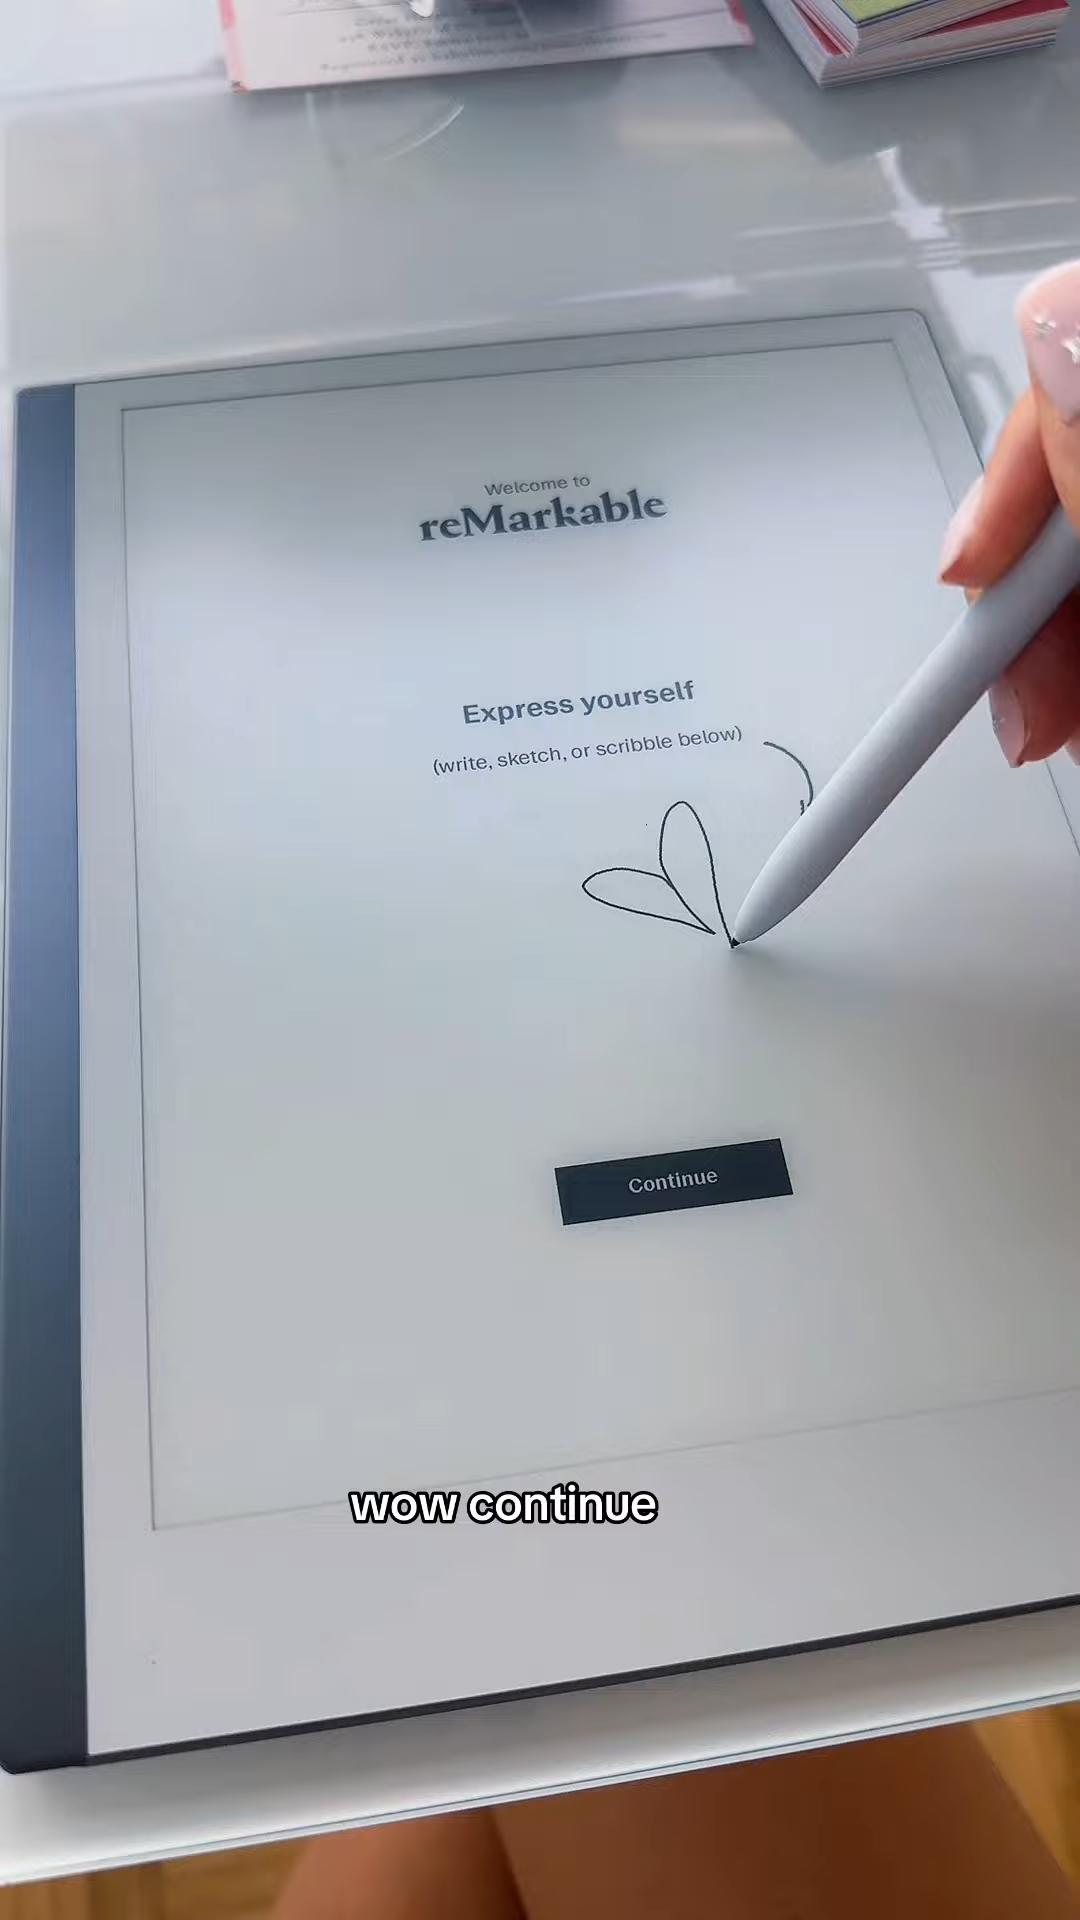 Welcome to
reMarkable
Express yourself
(write, sketch, or scribble below)
Continue
wow continue